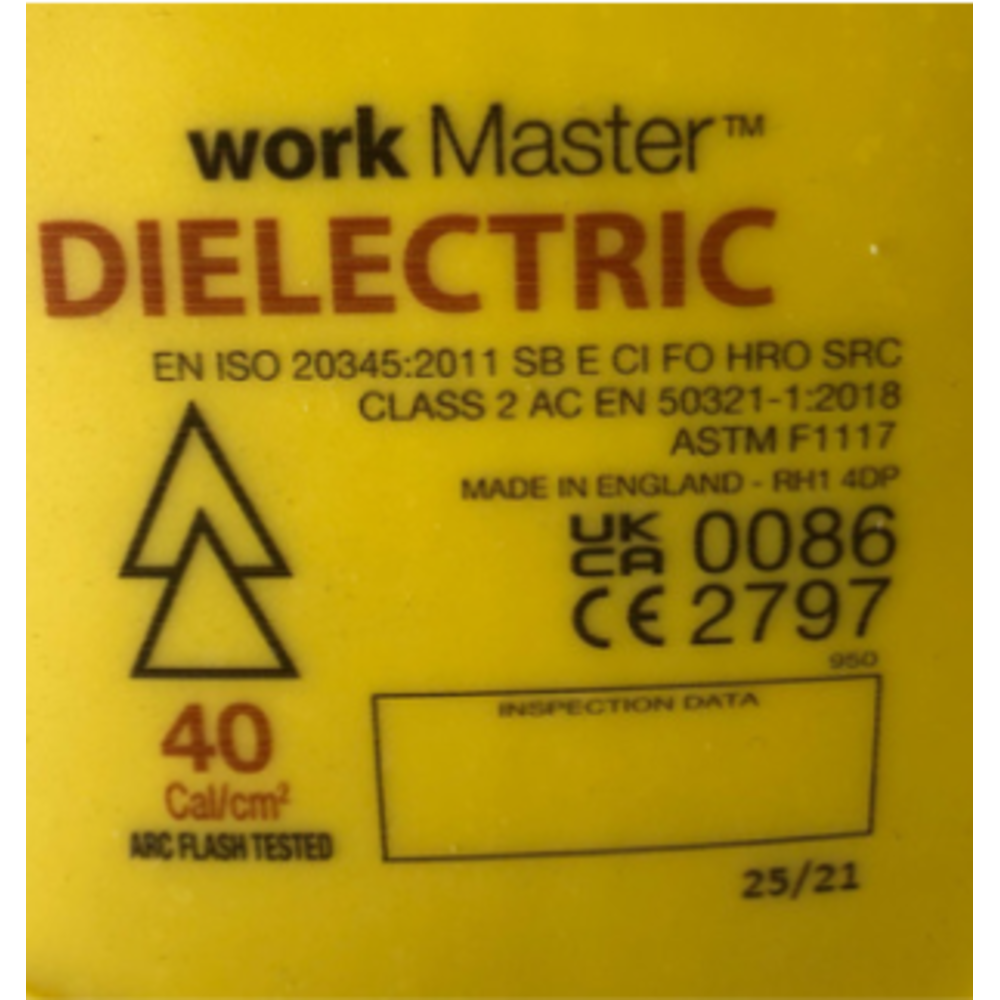 work Master™
DIELECTRIC
EN ISO 20345:2011 SB E CI FO HRO SRC
CLASS 2 AC EN 50321-1:2018
ASTM F1117
MADE IN ENGLAND - RH1 4DP
UK
CA 0086
CE 2797
950
INSPECTION DATA
40
Cal/cm²
ARC FLASH TESTED
25/21